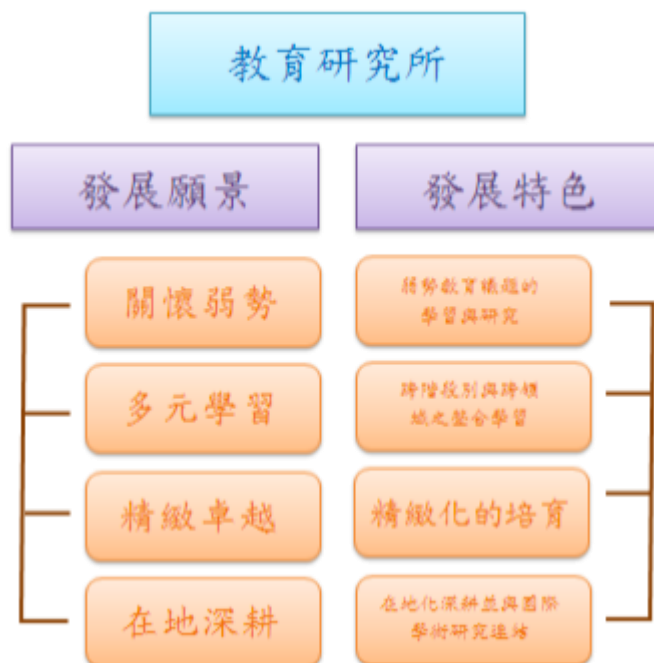 教育研究所
發展願景
發展特色
關懷弱勢
弱勢教育議題的
學習與研究
多元學習
跨階段別與跨領
域之整合學習
精緻卓越
精緻化的培育
在地深耕
在地化深耕並與國際
學術研究連結